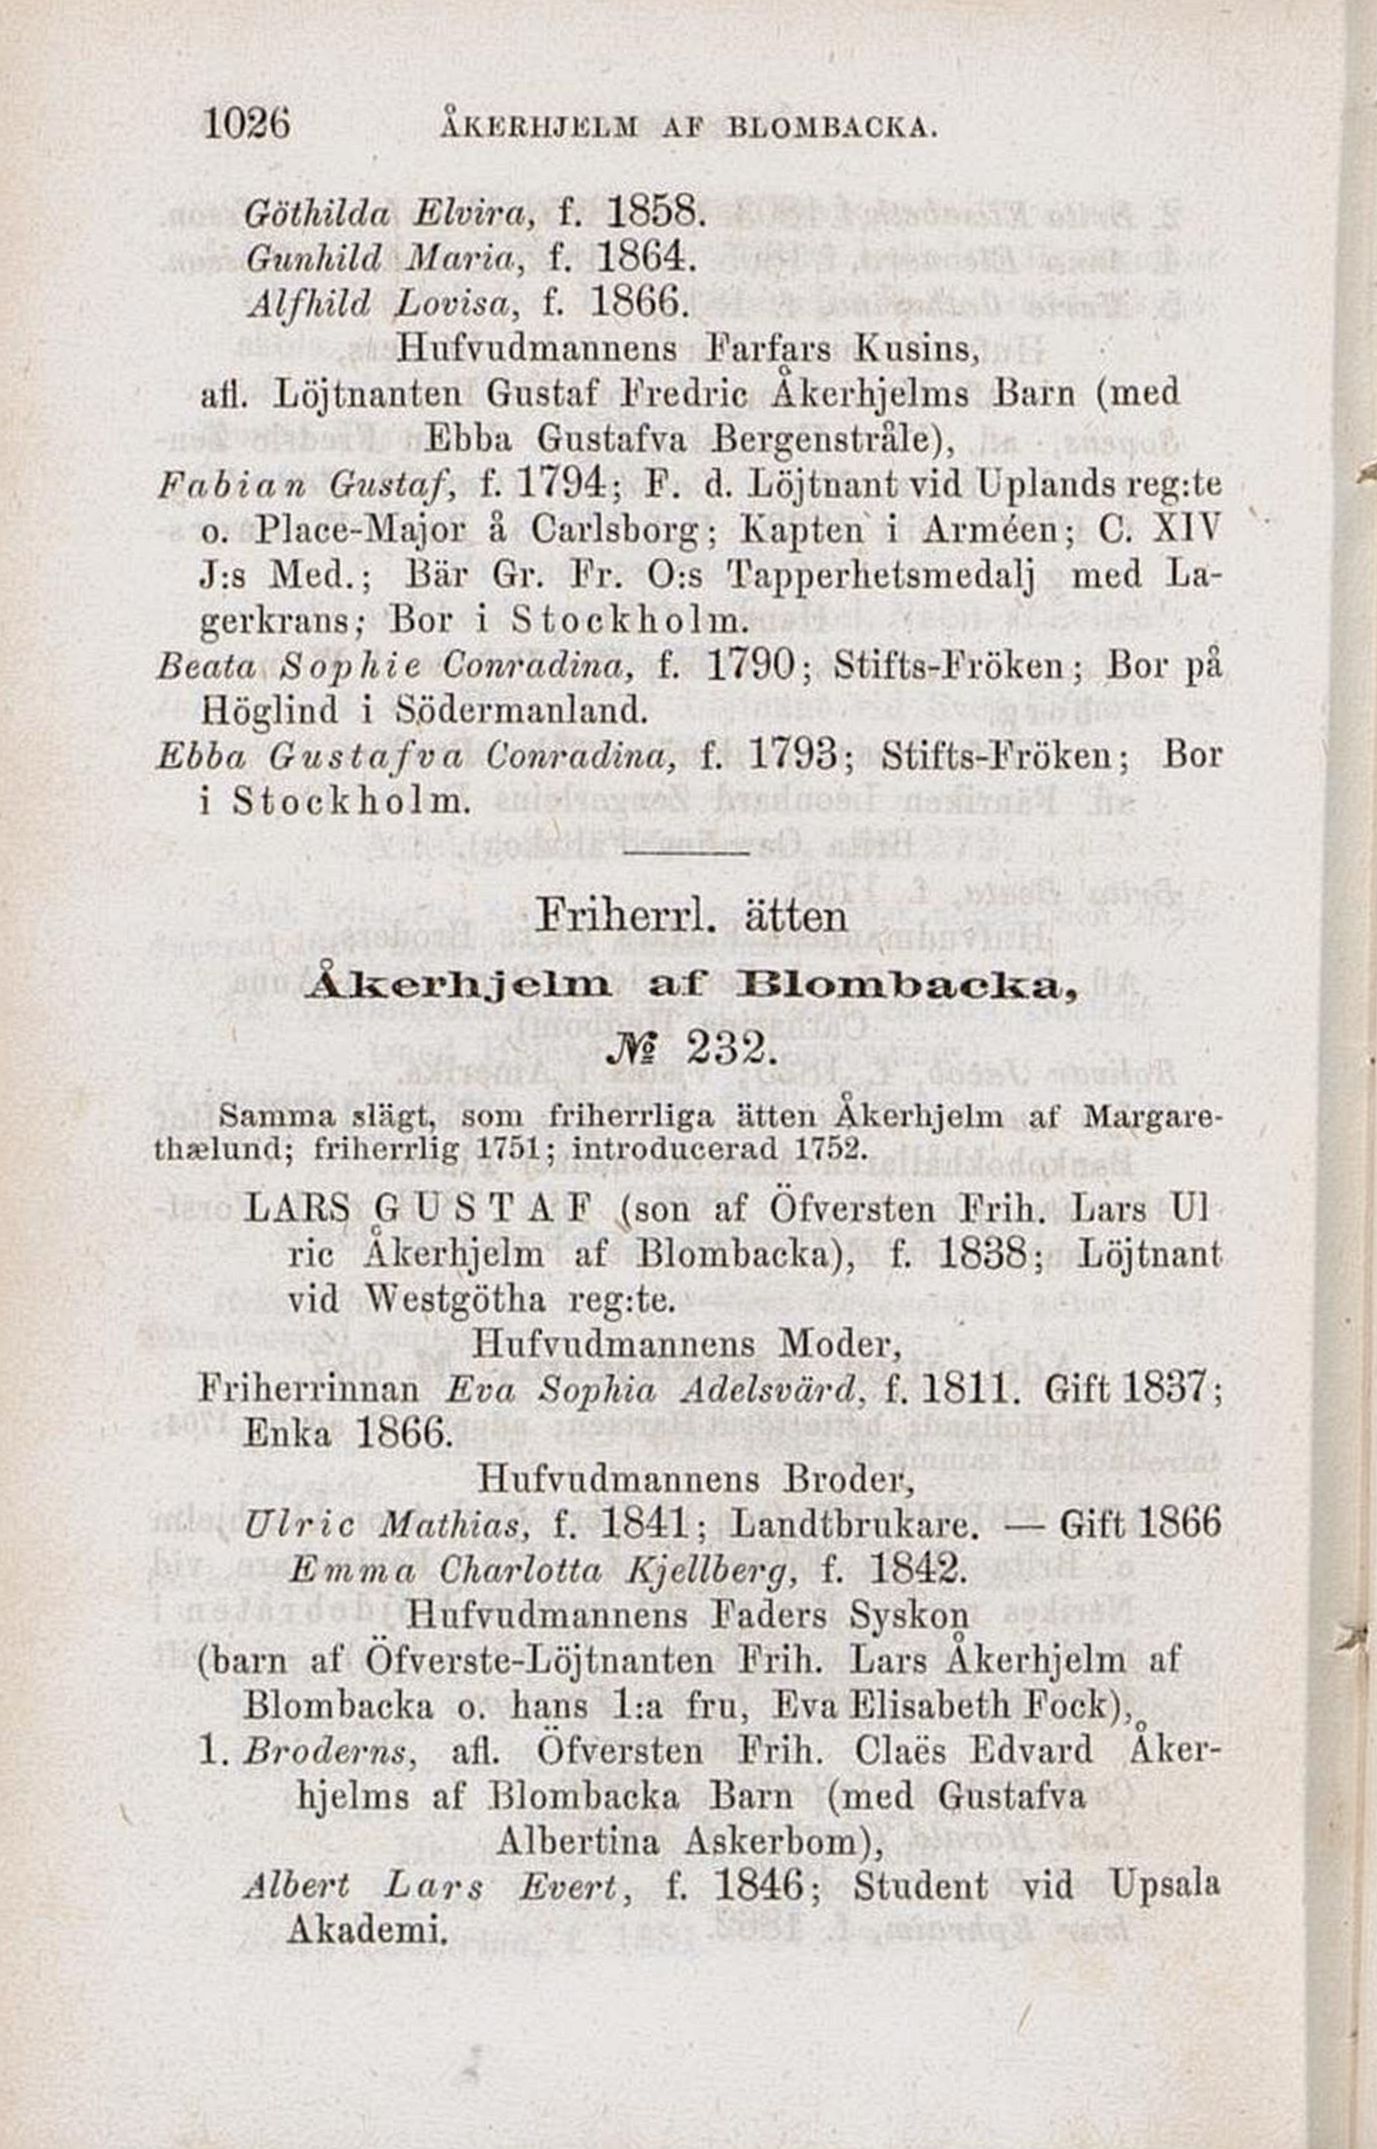 1026 ÅKERHJELM AF BLOMBACKA.
Göthilda Elvira, f. 1858.
Gunhild Maria, f. 1864.
Alfhild Lovisa, f. 1866.
Hufvudmannens Farfars Kusins,
afl. Löjtnanten Gustaf Fredric Åkerhjelms Barn (med
Ebba Gustafva Bergenstråle),
Fabian Gustaf, f. 1794; F. d. Löjtnant vid Uplands reg:te
o. Place-Major å Carlsborg; Kapten i Arméen; C. XIV
J:s Med.; Bär Gr. Fr. O:s Tapperhetsmedalj med La-
gerkrans; Bor i Stockholm.
Beata Sophie Conradina, f. 1790; Stifts-Fröken; Bor på
Höglind i Södermanland.
Ebba Gustafva Conradina, f. 1793; Stifts-Fröken; Bor
i Stockholm.
Friherrl. ätten
Åkerhjelm af Blombacka,
№ 232.
Samma slägt, som friherrliga ätten Åkerhjelm af Margare-
thælund; friherrlig 1751; introducerad 1752.
LARS GUSTAF (son af Öfversten Frih. Lars Ul
ric Åkerhjelm af Blombacka), f. 1838; Löjtnant
vid Westgötha reg:te.
Hufvudmannens Moder,
Friherrinnan Eva Sophia Adelsvärd, f. 1811. Gift 1837;
Enka 1866.
Hufvudmannens Broder,
Ulric Mathias, f. 1841; Landtbrukare. — Gift 1866
Emma Charlotta Kjellberg, f. 1842.
Hufvudmannens Faders Syskon
(barn af Öfverste-Löjtnanten Frih. Lars Åkerhjelm af
Blombacka o. hans 1:a fru, Eva Elisabeth Fock),
1. Broderns, afl. Öfversten Frih. Claës Edvard Åker-
hjelms af Blombacka Barn (med Gustafva
Albertina Askerbom),
Albert Lars Evert, f. 1846; Student vid Upsala
Akademi.